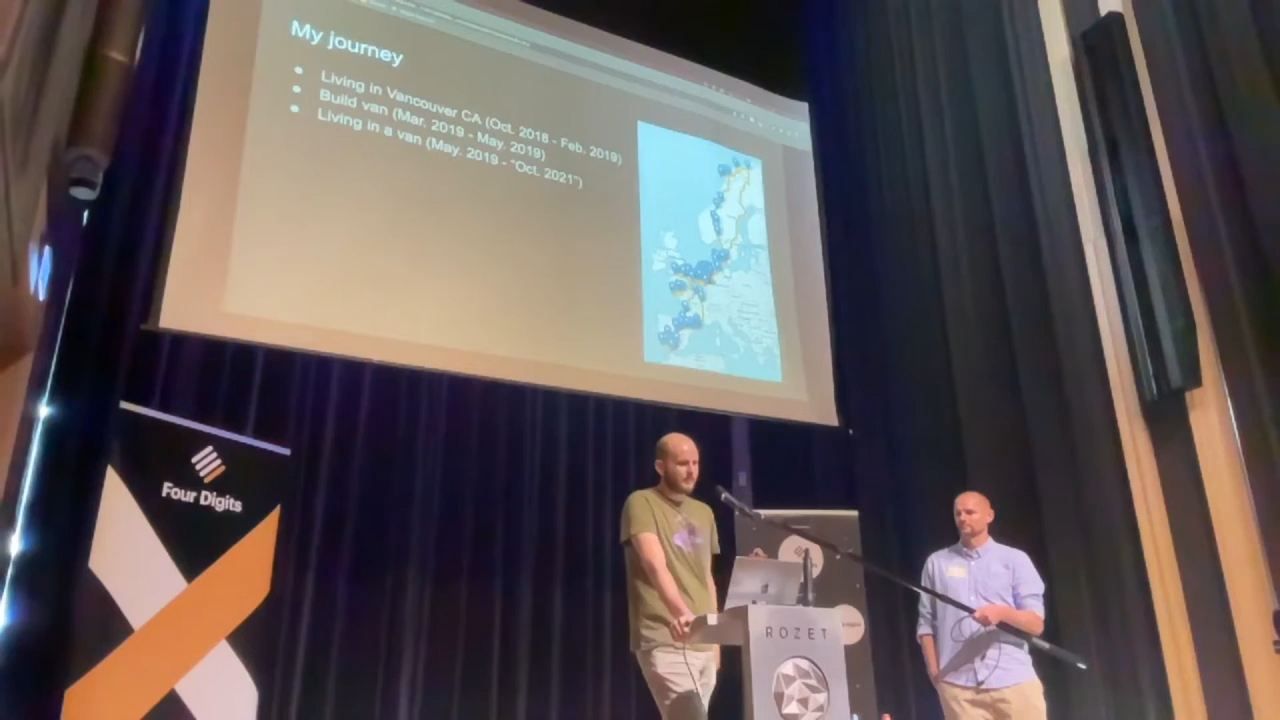 My journey
Living in Vancouver CA (Oct. 2018 - Feb. 2019)
Build van (Mar. 2019 - May. 2019)
Living in a van (May. 2019 - "Oct. 2021")
Four Digits
ROZET